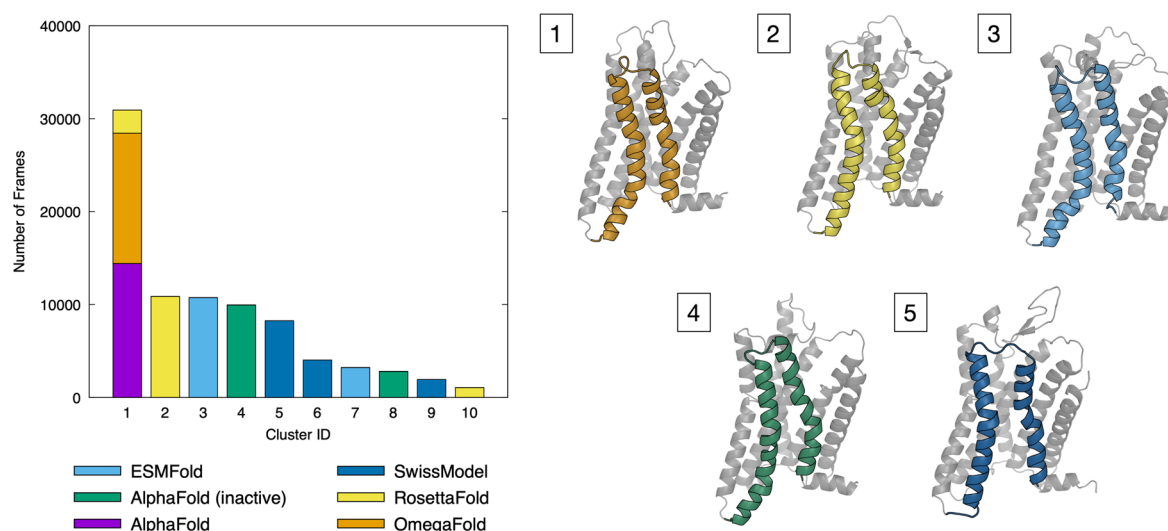 40000
30000
20000
10000
0
Number of Frames
1 2 3 4 5 6 7 8 9 10
Cluster ID
ESMFold
AlphaFold (inactive)
AlphaFold
SwissModel
RosettaFold
OmegaFold
1
2
3
4
5